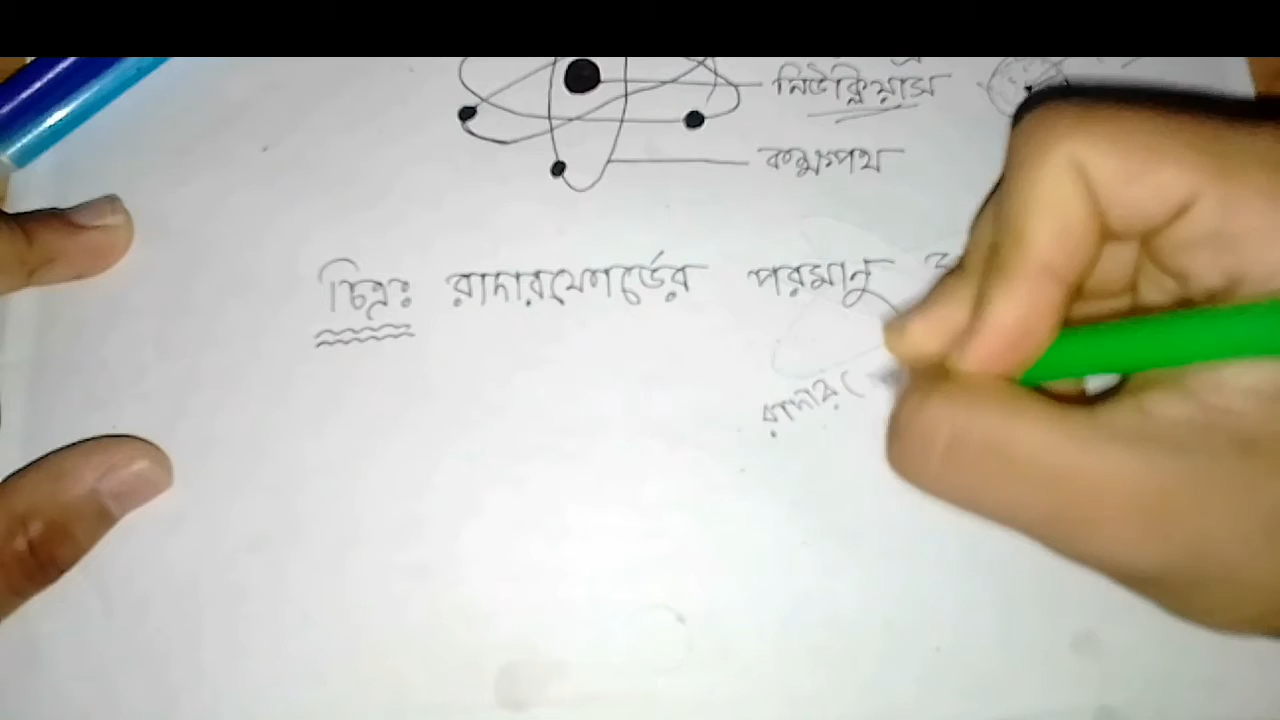 নিউক্লিয়াস
কক্ষপথ
চিত্রঃ রাদারফোর্ডের পরমানু
রাদার